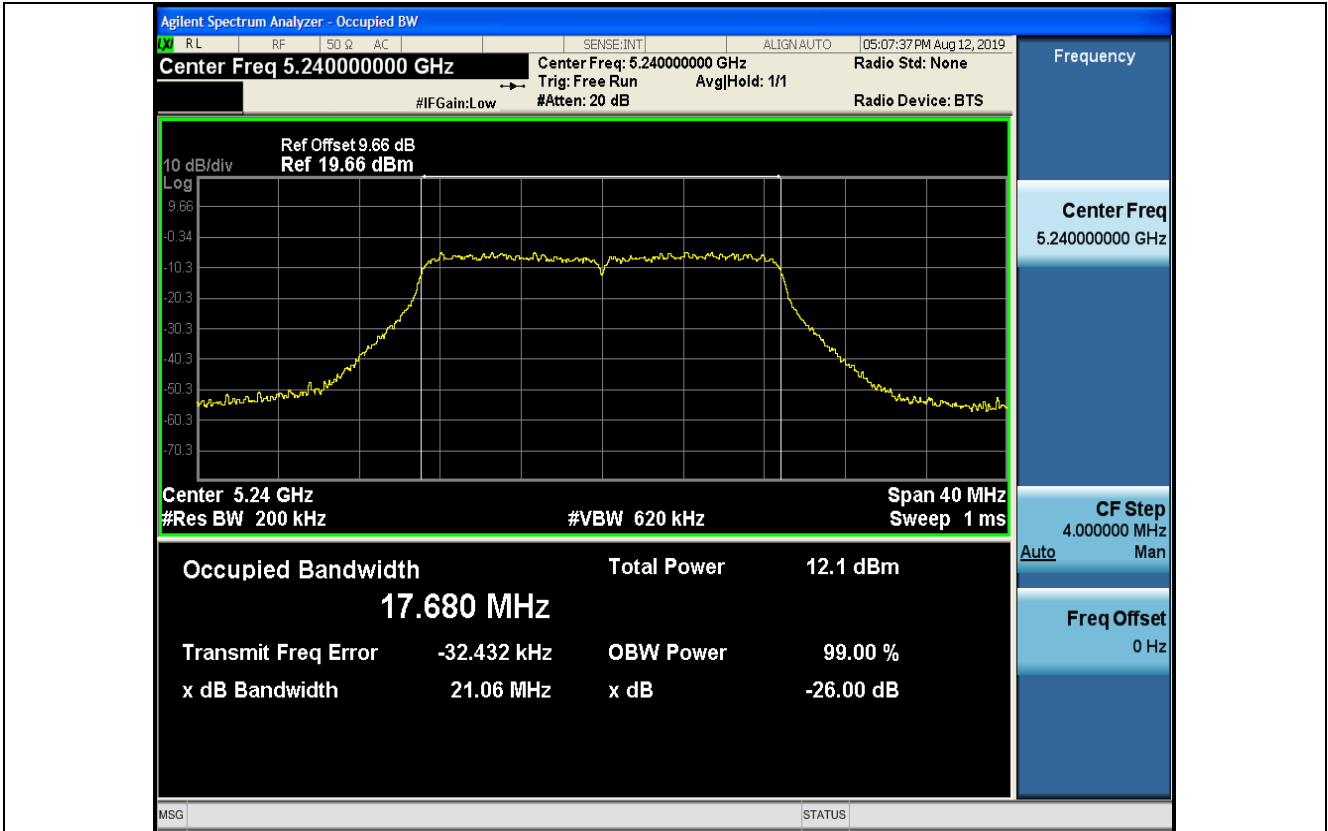 Agilent Spectrum Analyzer - Occupied BW
LXI RL RF 50 Ω AC SENSE:INT ALIGN AUTO 05:07:37 PM Aug 12, 2019
Center Freq 5.240000000 GHz
Center Freq: 5.240000000 GHz
Radio Std: None
Trig: Free Run Avg|Hold: 1/1
#IFGain:Low
#Atten: 20 dB
Radio Device: BTS
Ref Offset 9.66 dB
10 dB/div Ref 19.66 dBm
Log
9.66
-0.34
-10.3
-20.3
-30.3
-40.3
-50.3
-60.3
-70.3
Center 5.24 GHz Span 40 MHz
#Res BW 200 kHz #VBW 620 kHz Sweep 1 ms
Occupied Bandwidth Total Power 12.1 dBm
17.680 MHz
Transmit Freq Error -32.432 kHz OBW Power 99.00 %
x dB Bandwidth 21.06 MHz x dB -26.00 dB
MSG STATUS
Frequency
Center Freq
5.240000000 GHz
CF Step
4.000000 MHz
Auto Man
Freq Offset
0 Hz